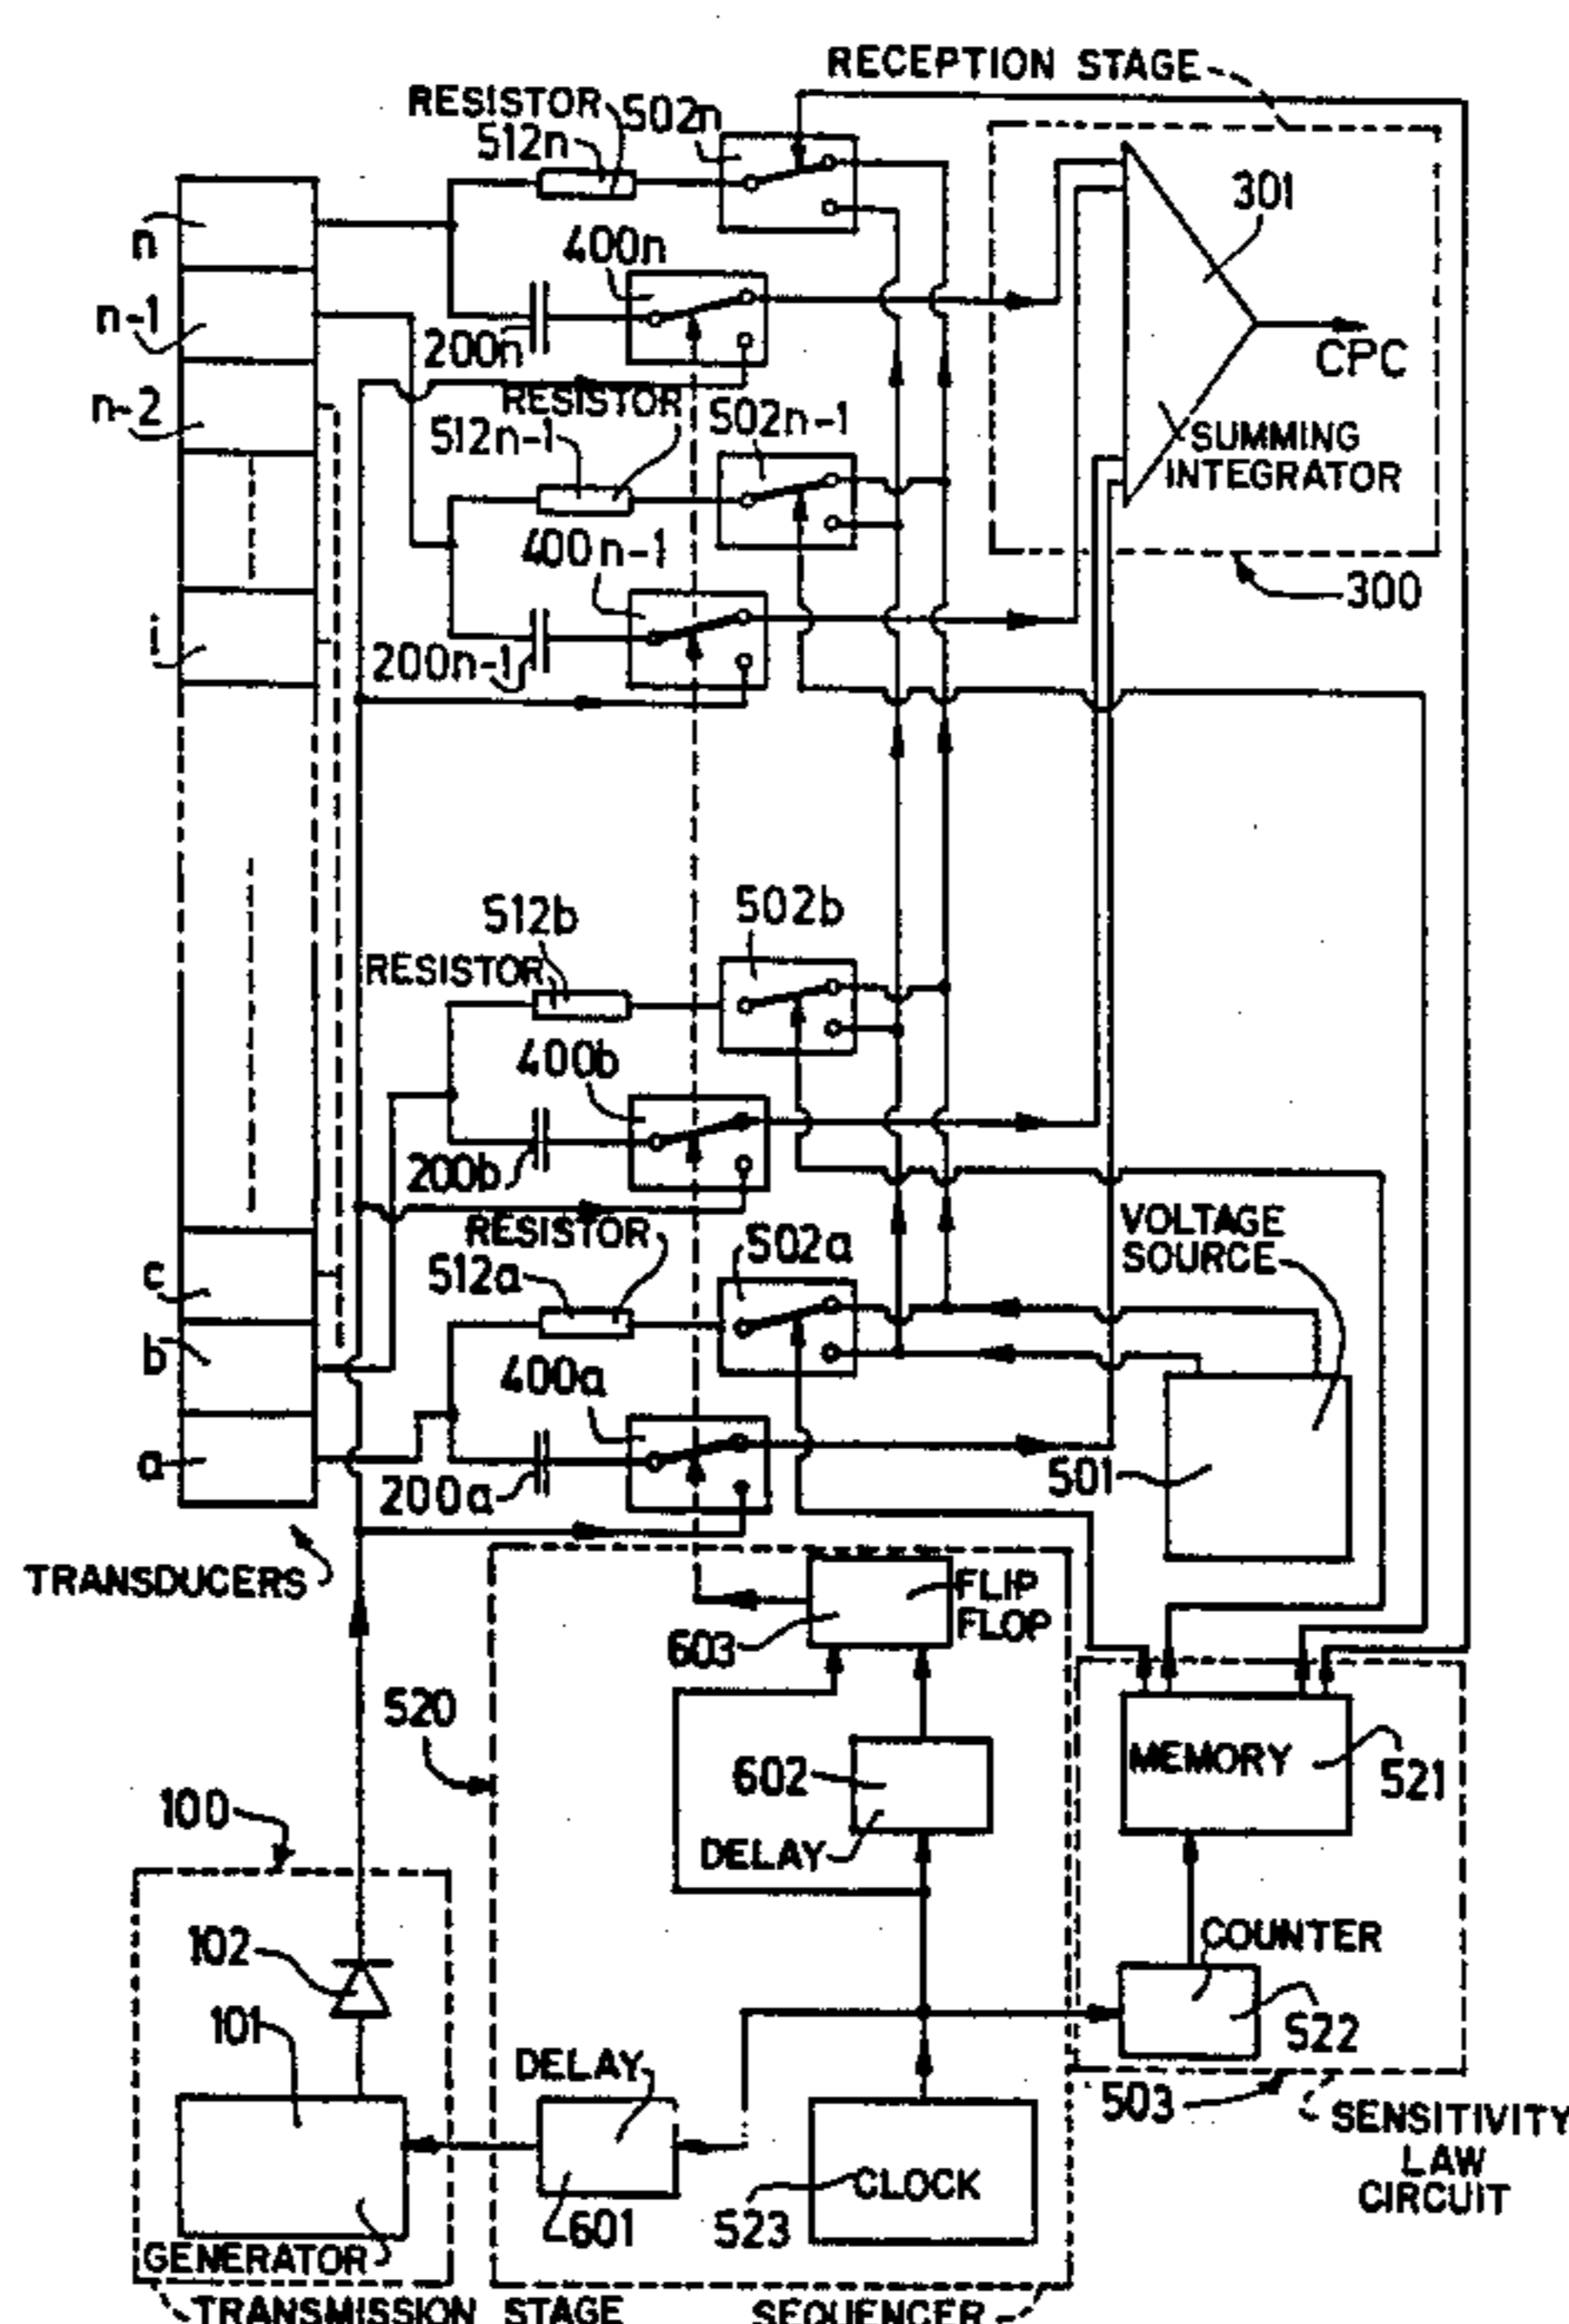 RECEPTION STAGE
RESISTOR
502n
512n
301
n
400n
n-1
200n
CPC
n-2
RESISTOR
502n-1
512n-1
SUMMING
INTEGRATOR
400n-1
300
i
200n-1
502b
512b
RESISTOR
400b
200b
VOLTAGE
SOURCE
RESISTOR
502a
512a
c
b
400a
501
a
200a
TRANSDUCERS
FLIP
FLOP
603
520
602
MEMORY
521
100
DELAY
102
COUNTER
101
522
DELAY
503
SENSITIVITY
LAW
CIRCUIT
CLOCK
601
523
GENERATOR
TRANSMISSION STAGE
SEQUENCER